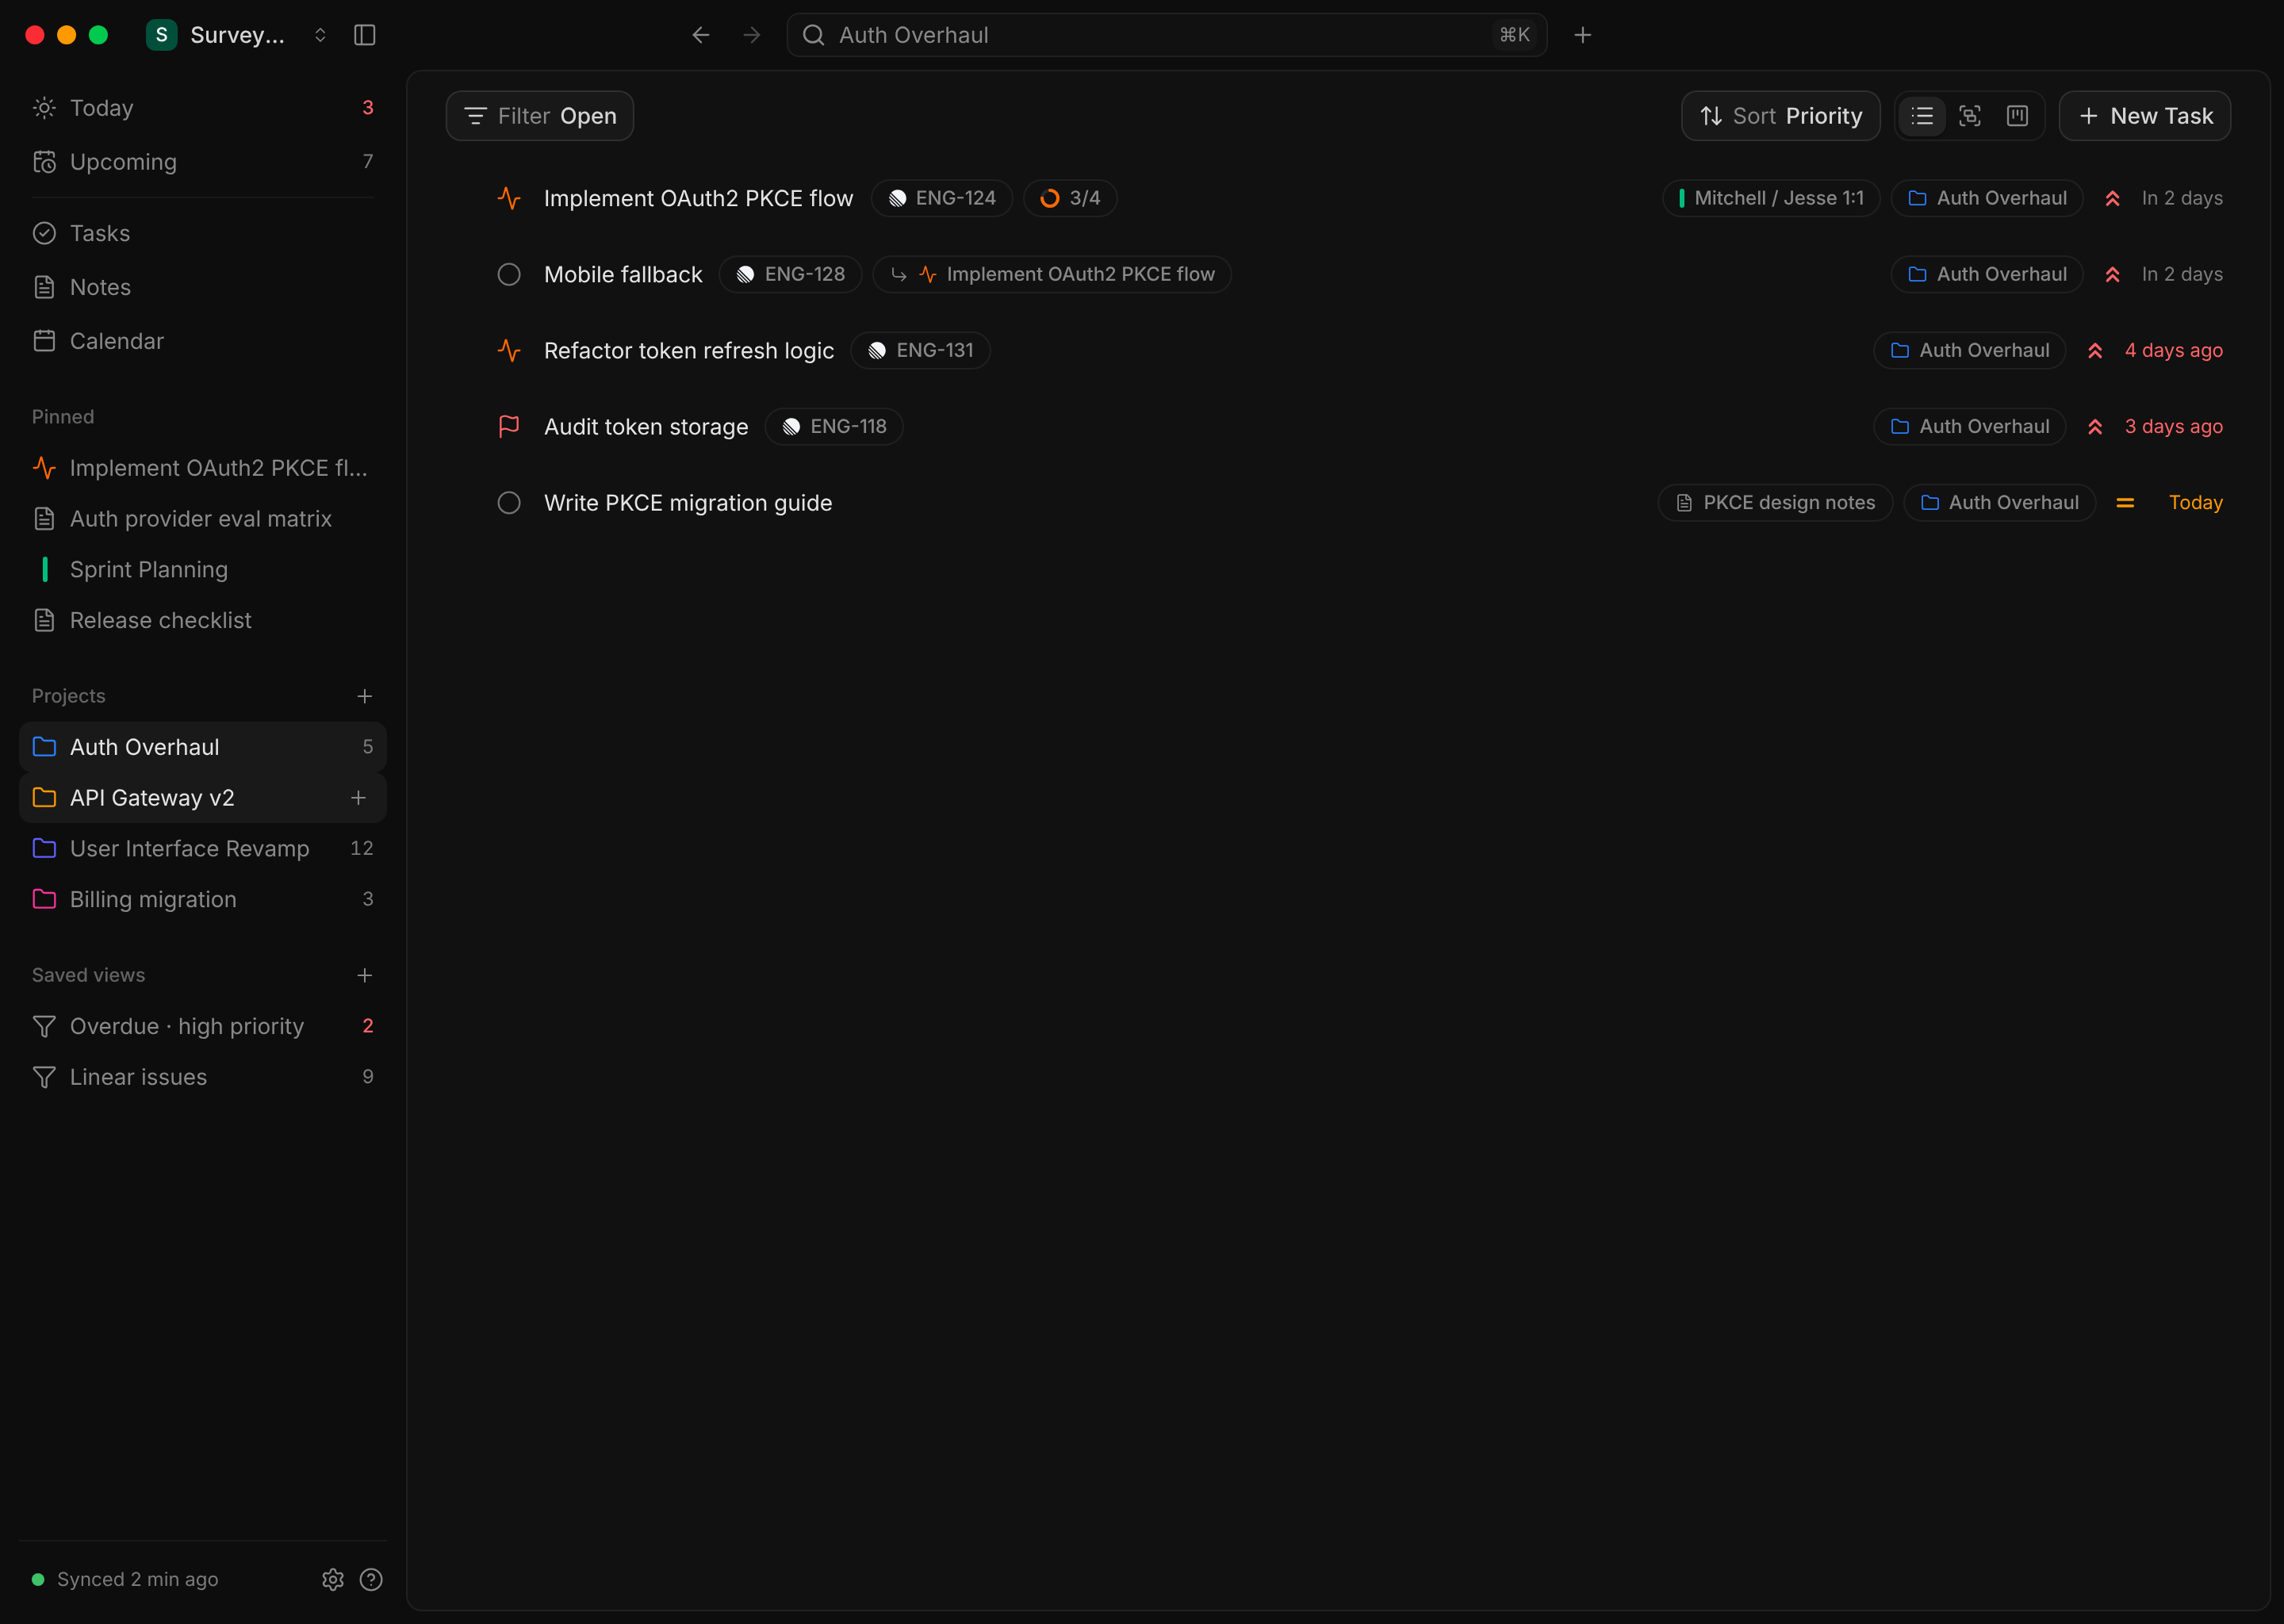 S Survey...
Auth Overhaul ⌘K
Today 3
Upcoming 7
Tasks
Notes
Calendar
Pinned
Implement OAuth2 PKCE fl...
Auth provider eval matrix
Sprint Planning
Release checklist
Projects
Auth Overhaul 5
API Gateway v2
User Interface Revamp 12
Billing migration 3
Saved views
Overdue · high priority 2
Linear issues 9
Synced 2 min ago
Filter Open
Sort Priority
New Task
Implement OAuth2 PKCE flow ENG-124 3/4 Mitchell / Jesse 1:1 Auth Overhaul In 2 days
Mobile fallback ENG-128 Implement OAuth2 PKCE flow Auth Overhaul In 2 days
Refactor token refresh logic ENG-131 Auth Overhaul 4 days ago
Audit token storage ENG-118 Auth Overhaul 3 days ago
Write PKCE migration guide PKCE design notes Auth Overhaul Today